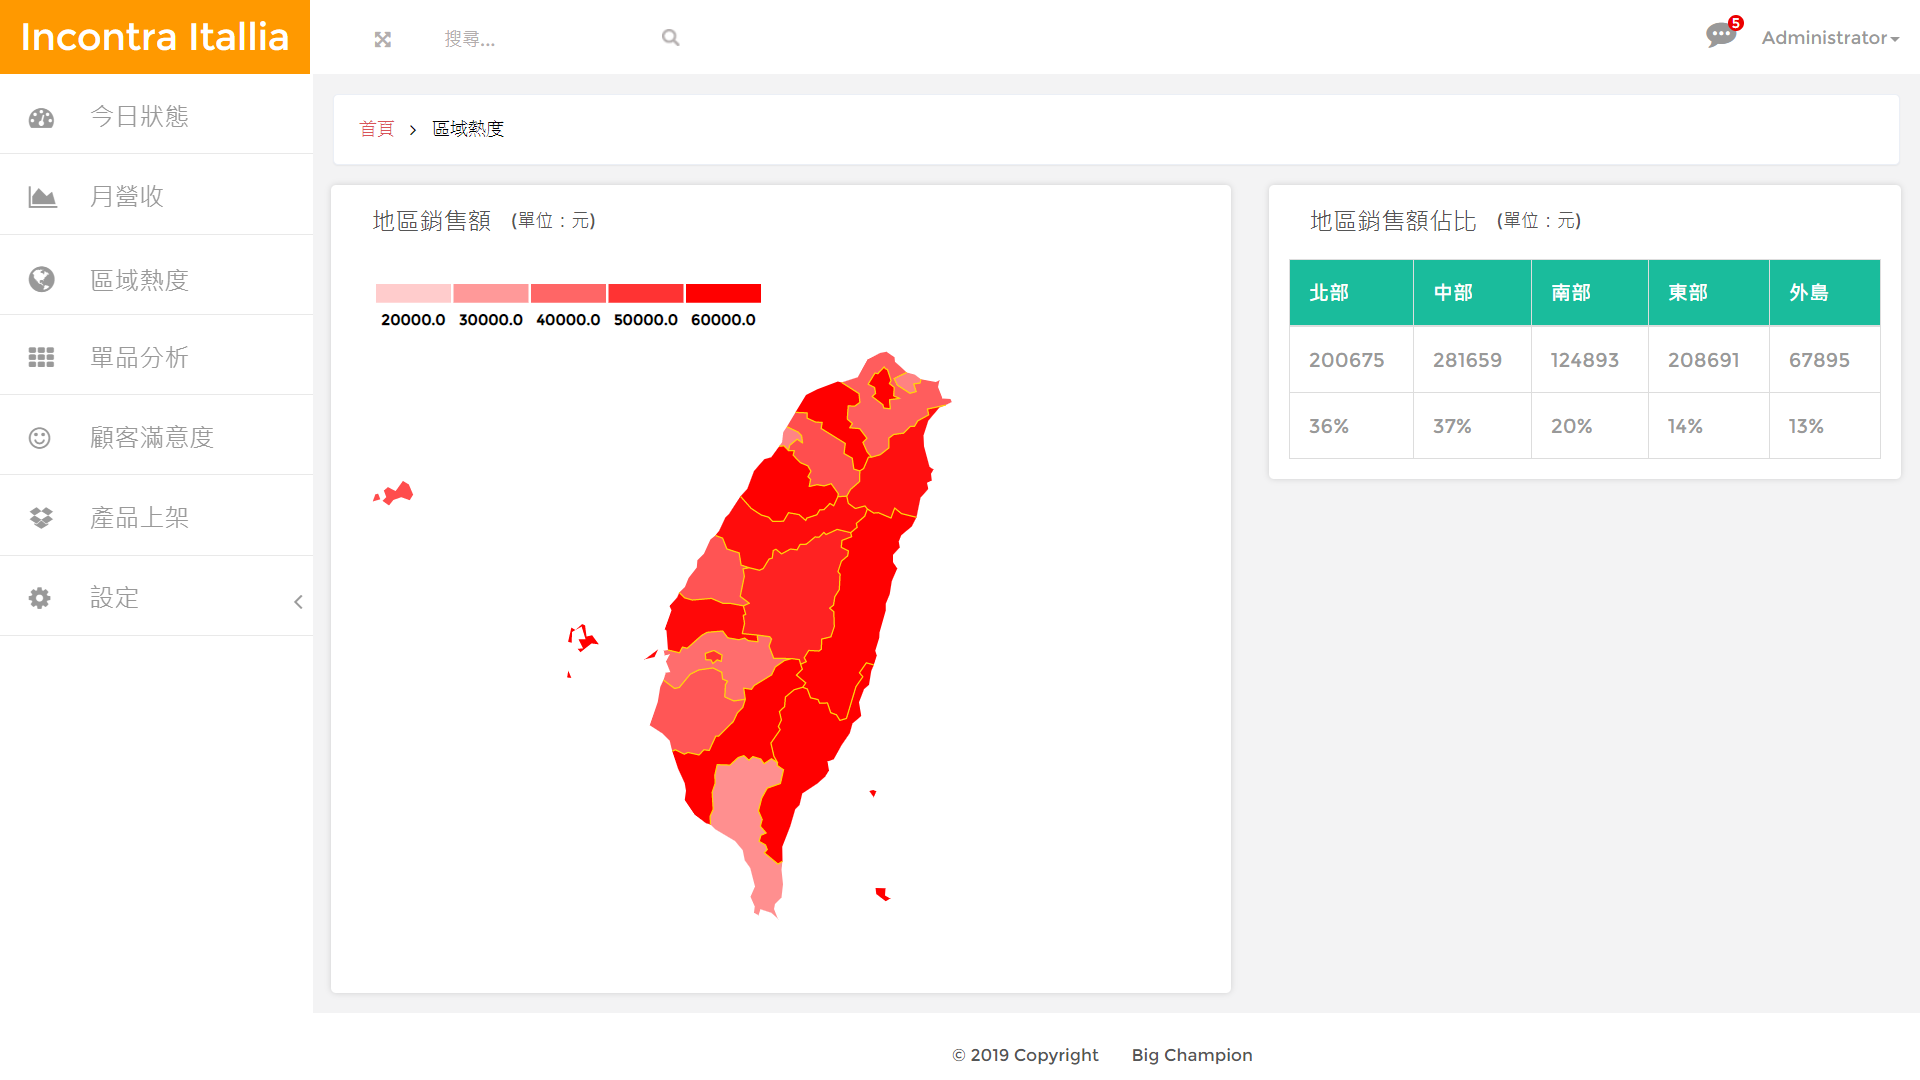 Incontra Itallia
搜尋...
5
Administrator
今日狀態
月營收
區域熱度
單品分析
顧客滿意度
產品上架
設定
首頁 > 區域熱度
地區銷售額 (單位：元)
20000.0 30000.0 40000.0 50000.0 60000.0
地區銷售額佔比 (單位：元)
北部 中部 南部 東部 外島
200675 281659 124893 208691 67895
36% 37% 20% 14% 13%
© 2019 Copyright Big Champion